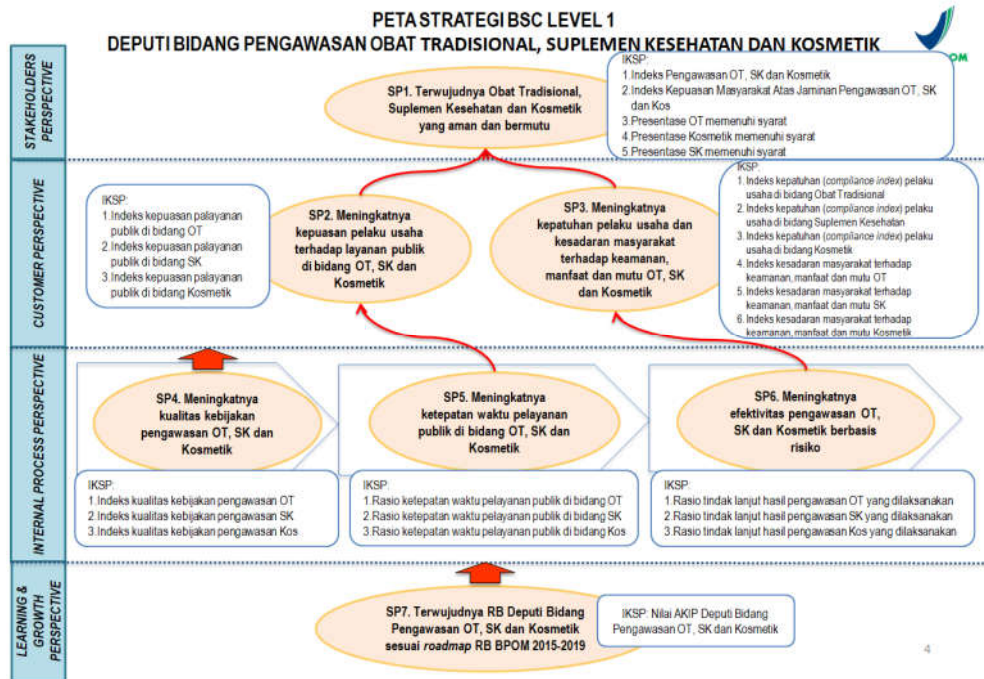 PETA STRATEGI BSC LEVEL 1
DEPUTI BIDANG PENGAWASAN OBAT TRADISIONAL, SUPLEMEN KESEHATAN DAN KOSMETIK
OM
STAKEHOLDERS
PERSPECTIVE
SP1. Terwujudnya Obat Tradisional,
Suplemen Kesehatan dan Kosmetik
yang aman dan bermutu
IKSP:
1.Indeks Pengawasan OT, SK dan Kosmetik
2.Indeks Kepuasan Masyarakat Atas Jaminan Pengawasan OT, SK
dan Kos
3.Presentase OT memenuhi syarat
4.Presentase Kosmetik memenuhi syarat
5.Presentase SK memenuhi syarat
CUSTOMER PERSPECTIVE
IKSP:
1.Indeks kepuasan palayanan
publik di bidang OT
2.Indeks kepuasan palayanan
publik di bidang SK
3.Indeks kepuasan palayanan
publik di bidang Kosmetik
SP2. Meningkatnya
kepuasan pelaku usaha
terhadap layanan publik
di bidang OT, SK dan
Kosmetik
SP3. Meningkatnya
kepatuhan pelaku usaha dan
kesadaran masyarakat
terhadap keamanan,
manfaat dan mutu OT, SK
dan Kosmetik
IKSP:
1. Indeks kepatuhan (compliance index) pelaku
usaha di bidang Obat Tradisional
2. Indeks kepatuhan (compliance index) pelaku
usaha di bidang Suplemen Kesehatan
3. Indeks kepatuhan (compliance index) pelaku
usaha di bidang Kosmetik
4. Indeks kesadaran masyarakat terhadap
keamanan, manfaat dan mutu OT
5. Indeks kesadaran masyarakat terhadap
keamanan, manfaat dan mutu SK
6. Indeks kesadaran masyarakat terhadap
keamanan, manfaat dan mutu Kosmetik
INTERNAL PROCESS PERSPECTIVE
SP4. Meningkatnya
kualitas kebijakan
pengawasan OT, SK dan
Kosmetik
SP5. Meningkatnya
ketepatan waktu pelayanan
publik di bidang OT, SK dan
Kosmetik
SP6. Meningkatnya
efektivitas pengawasan OT,
SK dan Kosmetik berbasis
risiko
IKSP:
1.Indeks kualitas kebijakan pengawasan OT
2.Indeks kualitas kebijakan pengawasan SK
3.Indeks kualitas kebijakan pengawasan Kos
IKSP:
1.Rasio ketepatan waktu pelayanan publik di bidang OT
2.Rasio ketepatan waktu pelayanan publik di bidang SK
3.Rasio ketepatan waktu pelayanan publik di bidang Kos
IKSP:
1.Rasio tindak lanjut hasil pengawasan OT yang dilaksanakan
2.Rasio tindak lanjut hasil pengawasan SK yang dilaksanakan
3.Rasio tindak lanjut hasil pengawasan Kos yang dilaksanakan
LEARNING &
GROWTH
PERSPECTIVE
SP7. Terwujudnya RB Deputi Bidang
Pengawasan OT, SK dan Kosmetik
sesuai roadmap RB BPOM 2015-2019
IKSP: Nilai AKIP Deputi Bidang
Pengawasan OT, SK dan Kosmetik
4